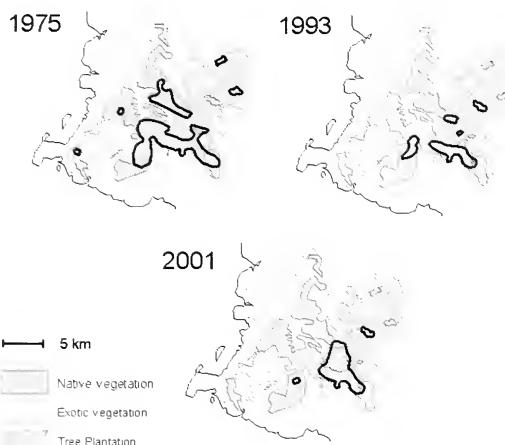 1975
1993
2001
5 km
Native vegetation
Exotic vegetation
Tree Plantation